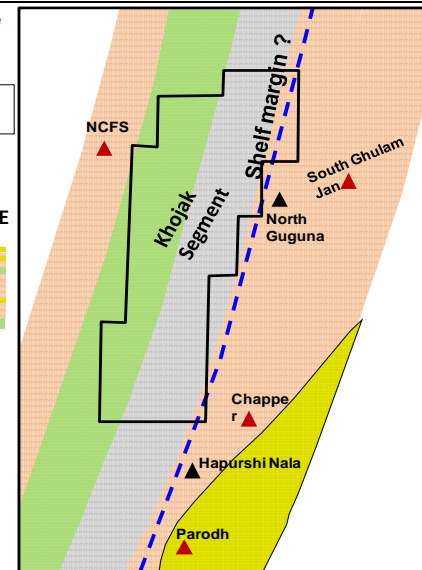 Shelf margin ?
NCFS
South Ghulam
Jan
Khojak
Segment
North
Guguna
E
Chappe
r
Hapurshi Nala
Parodh